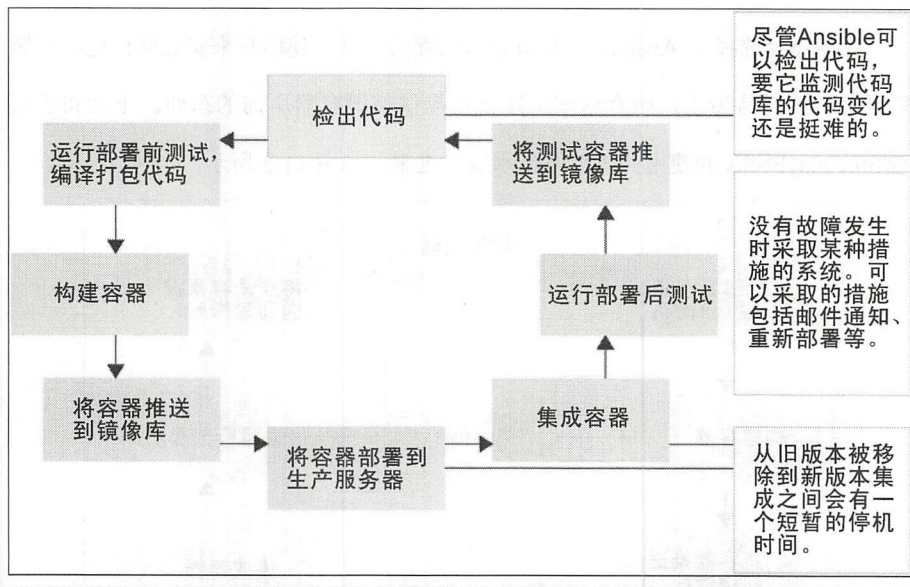 检出代码
运行部署前测试，
编译打包代码
构建容器
将容器推送
到镜像库
将容器部署到
生产服务器
集成容器
运行部署后测试
将测试容器推
送到镜像库
尽管Ansible可
以检出代码，
要它监测代码
库的代码变化
还是挺难的。
没有故障发生
时采取某种措
施的系统。可
以采取的措施
包括邮件通知、
重新部署等。
从旧版本被移
除到新版本集
成之间会有一
个短暂的停机
时间。